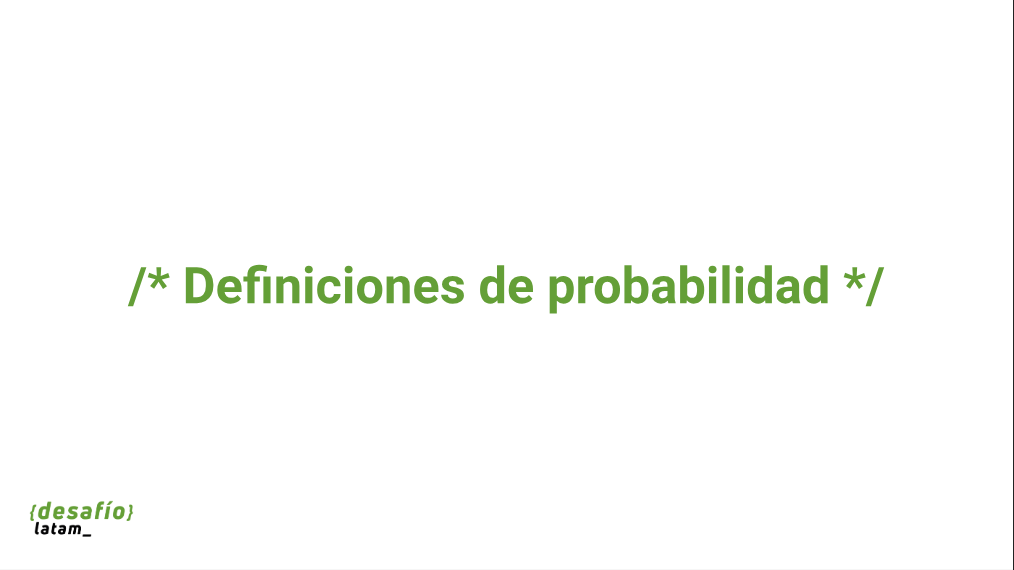 /* Definiciones de probabilidad */
{desafío}
latam_